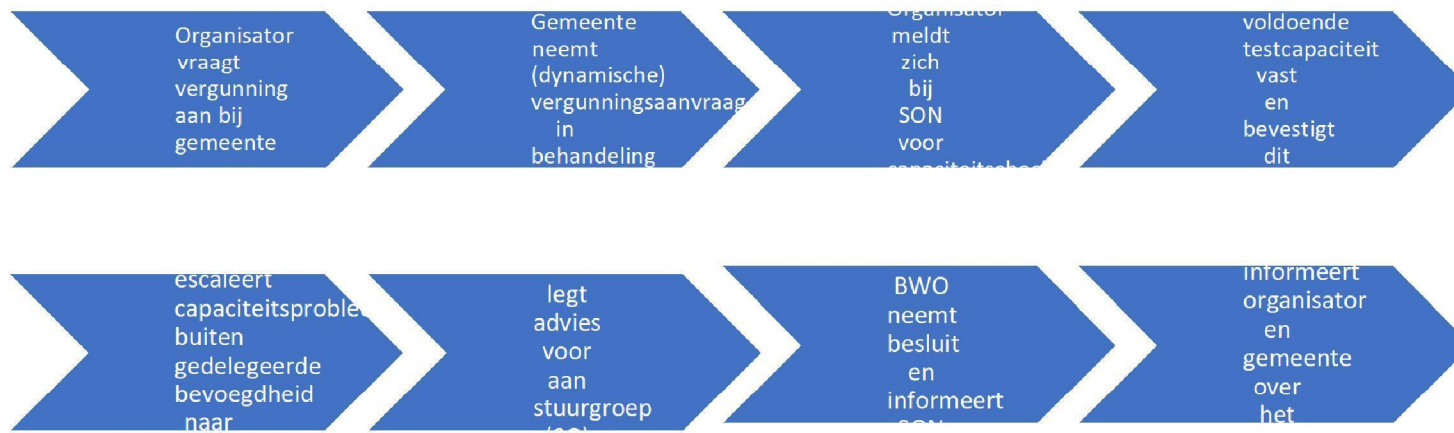 Organisator
vraagt
vergunning
aan bij
gemeente
Gemeente
neemt
(dynamische)
vergunningsaanvraag
in
behandeling
Organisator
meldt
zich
bij
SON
voor
voldoende
testcapaciteit
vast
en
bevestigt
dit
escaleert
buiten
gedelegeerde
bevoegdheid
naar
legt
advies
voor
aan
stuurgroep
BWO
neemt
besluit
en
informeert
SON
informeert
organisator
en
gemeente
over
het